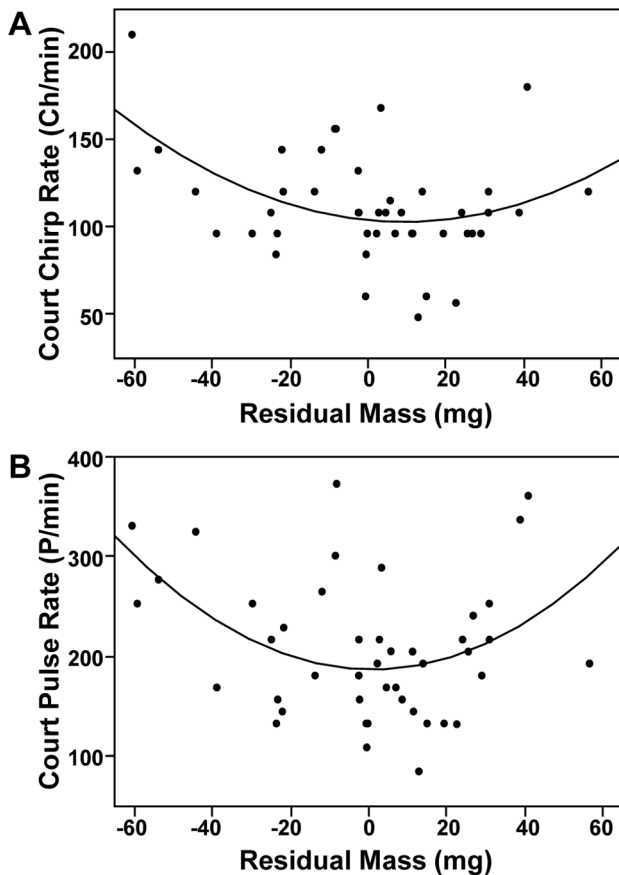 A
Court Chirp Rate (Ch/min)
200
150
100
50
-60 -40 -20 0 20 40 60
Residual Mass (mg)
B
Court Pulse Rate (P/min)
400
300
200
100
-60 -40 -20 0 20 40 60
Residual Mass (mg)